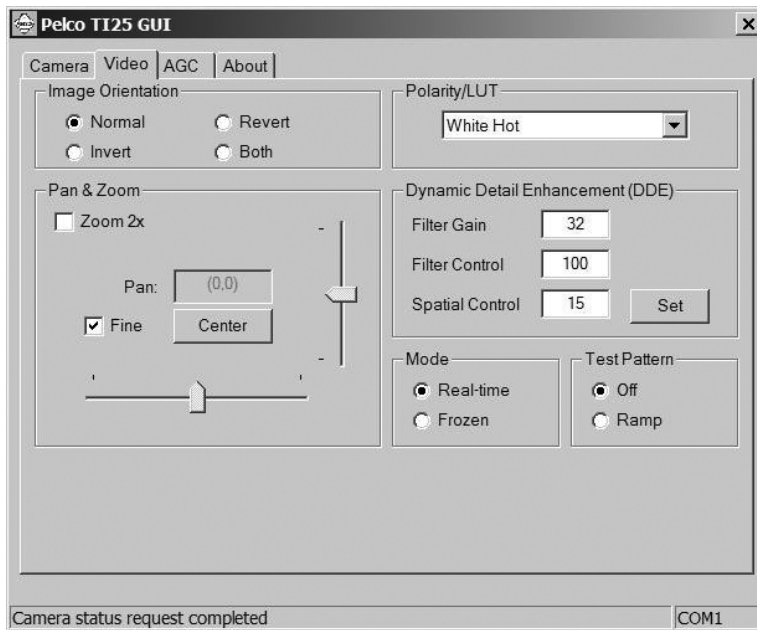 Pelco TI25 GUI
Camera Video AGC About
Image Orientation
Normal Revert
Invert Both
Polarity/LUT
White Hot
Pan & Zoom
Zoom 2x
Pan: (0,0)
Fine Center
Dynamic Detail Enhancement (DDE)
Filter Gain 32
Filter Control 100
Spatial Control 15 Set
Mode
Real-time
Frozen
Test Pattern
Off
Ramp
Camera status request completed COM1